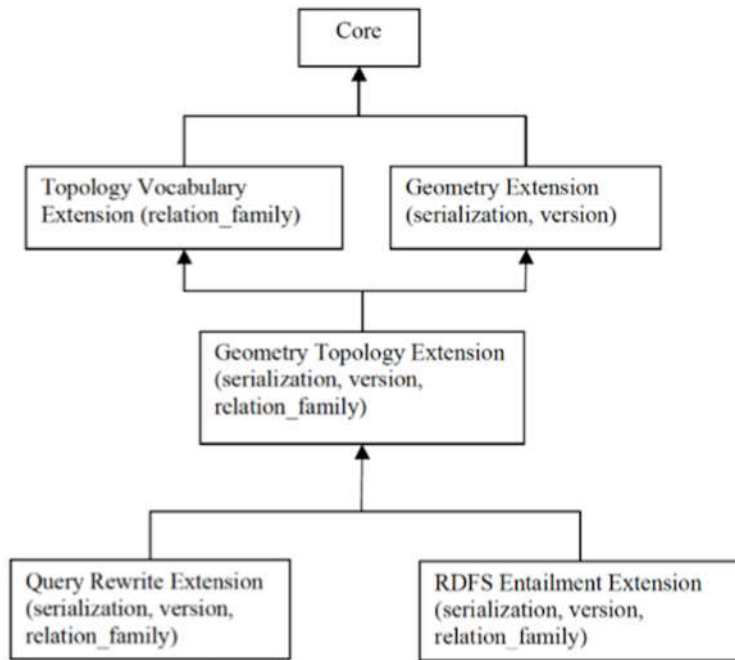 Core
Topology Vocabulary
Extension (relation_family)
Geometry Extension
(serialization, version)
Geometry Topology Extension
(serialization, version,
relation_family)
Query Rewrite Extension
(serialization, version,
relation_family)
RDFS Entailment Extension
(serialization, version,
relation_family)